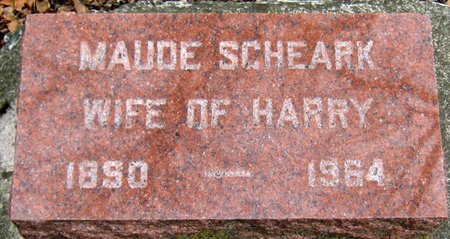 MAUDE SCHEARK
WIFE OF HARRY
1890 — 1964